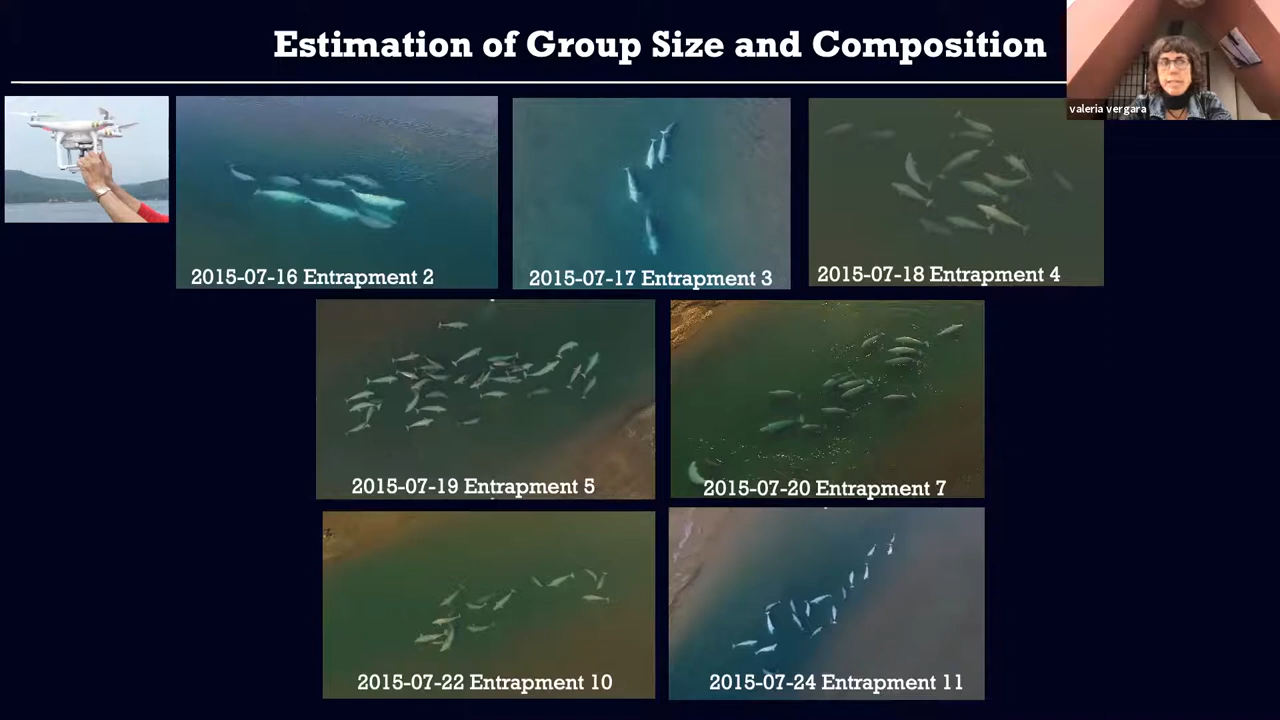 Estimation of Group Size and Composition
valeria vergara
2015-07-16 Entrapment 2
2015-07-17 Entrapment 3
2015-07-18 Entrapment 4
2015-07-19 Entrapment 5
2015-07-20 Entrapment 7
2015-07-22 Entrapment 10
2015-07-24 Entrapment 11